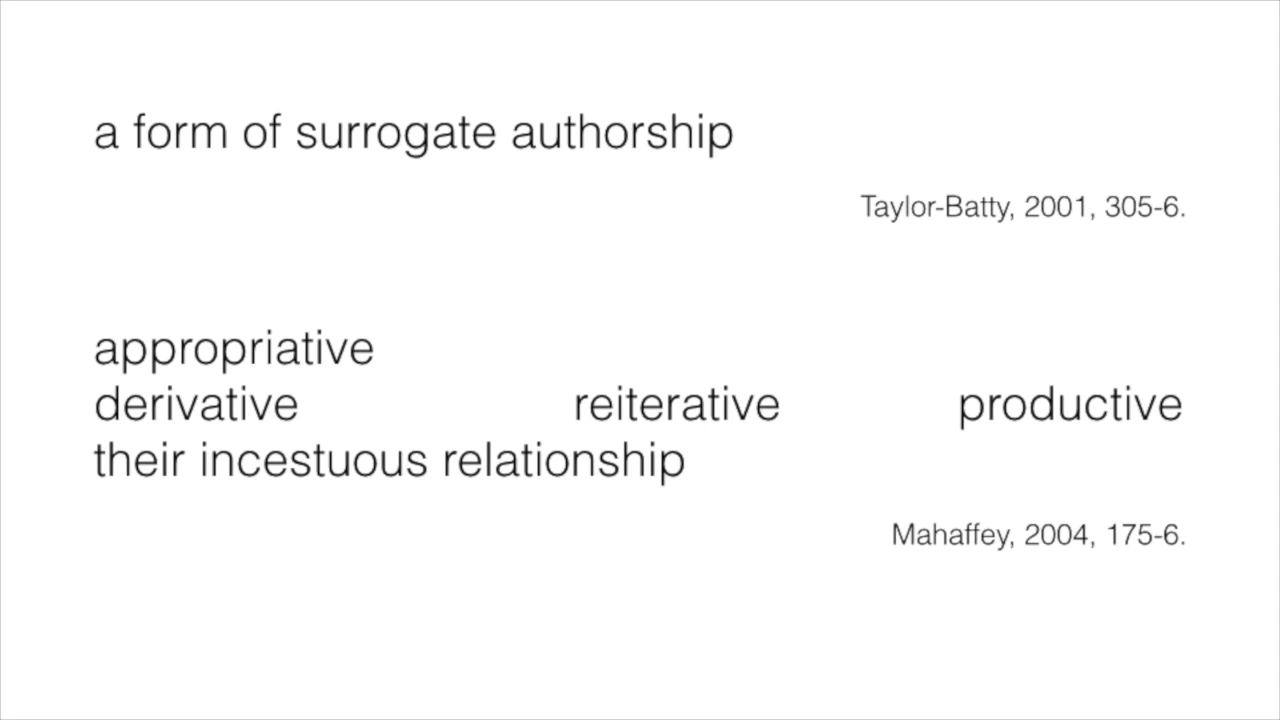 a form of surrogate authorship
Taylor-Batty, 2001, 305-6.
appropriative
derivative reiterative productive
their incestuous relationship
Mahaffey, 2004, 175-6.